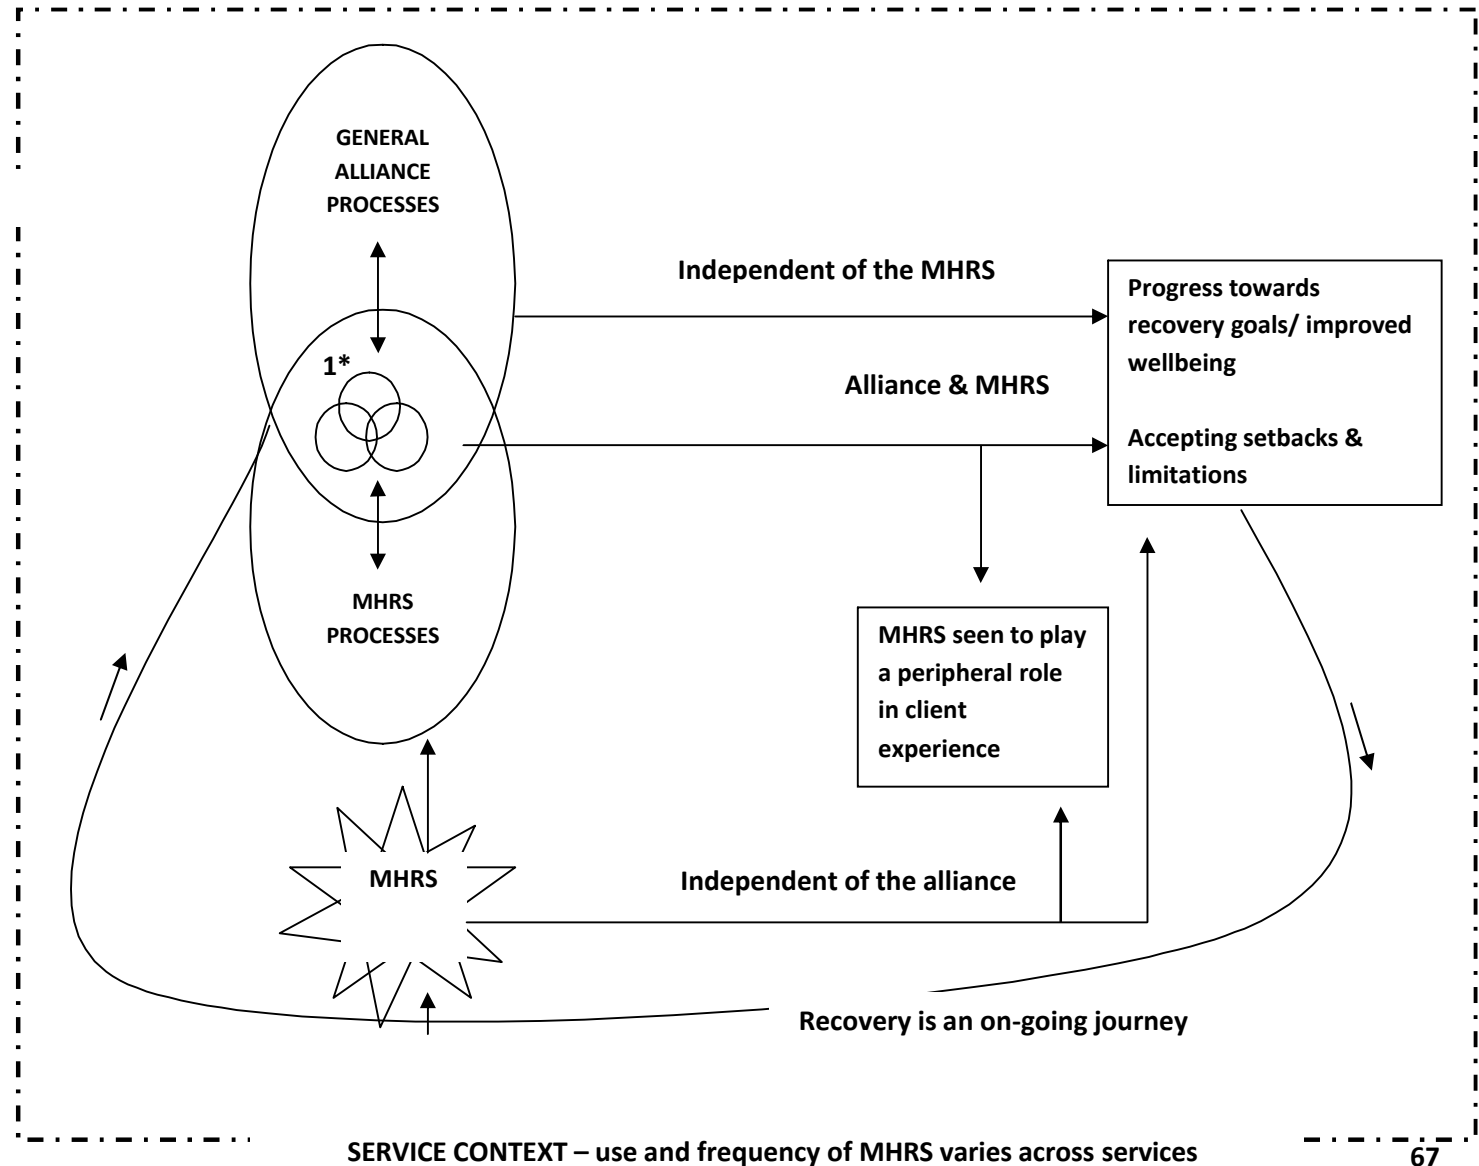 GENERAL
ALLIANCE
PROCESSES
Independent of the MHRS
Progress towards
recovery goals/ improved
wellbeing
1*
Alliance & MHRS
Accepting setbacks &
limitations
MHRS
PROCESSES
MHRS seen to play
a peripheral role
in client
experience
MHRS
Independent of the alliance
Recovery is an on-going journey
SERVICE CONTEXT – use and frequency of MHRS varies across services
67